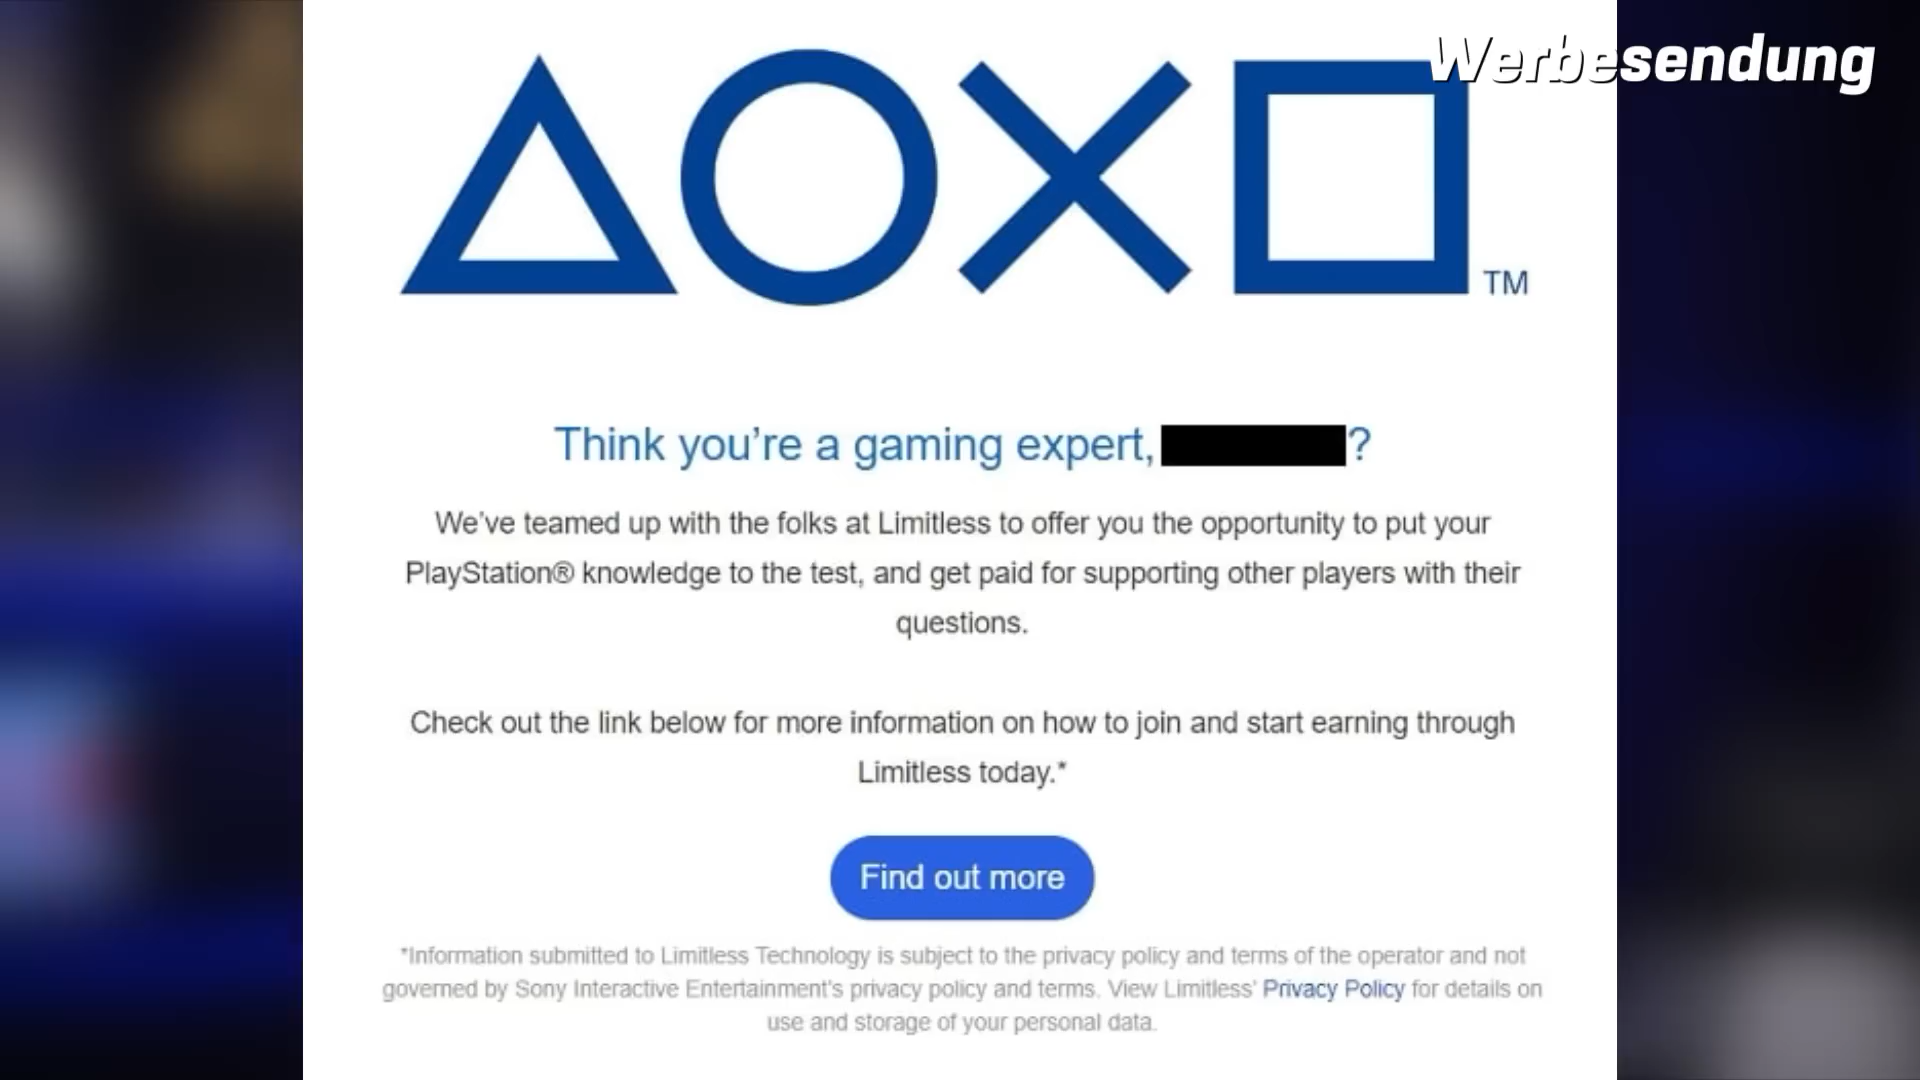 Werbesendung
TM
Think you're a gaming expert, ?
We've teamed up with the folks at Limitless to offer you the opportunity to put your
PlayStation® knowledge to the test, and get paid for supporting other players with their
questions.
Check out the link below for more information on how to join and start earning through
Limitless today.*
Find out more
*Information submitted to Limitless Technology is subject to the privacy policy and terms of the operator and not
governed by Sony Interactive Entertainment's privacy policy and terms. View Limitless' Privacy Policy for details on
use and storage of your personal data.